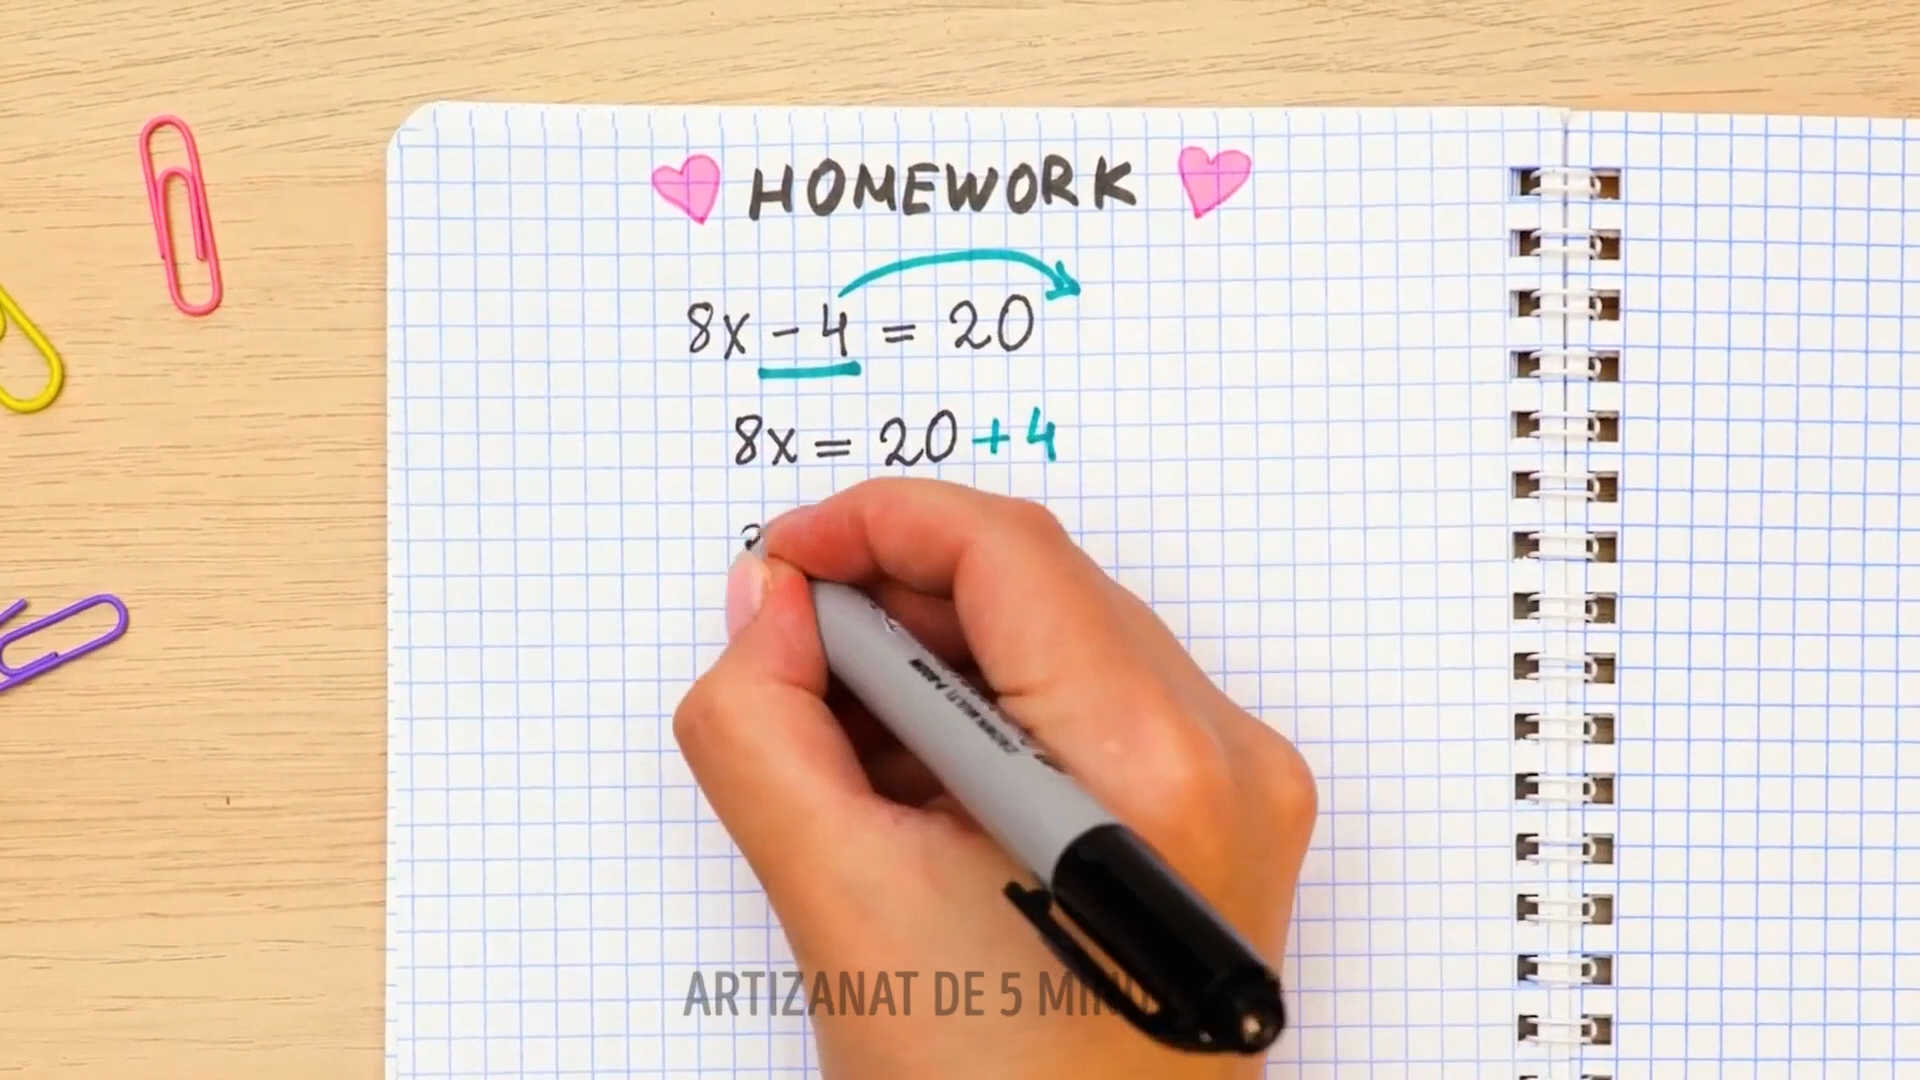 HOMEWORK
8x - 4 = 20
8x = 20 + 4
ARTIZANAT DE 5